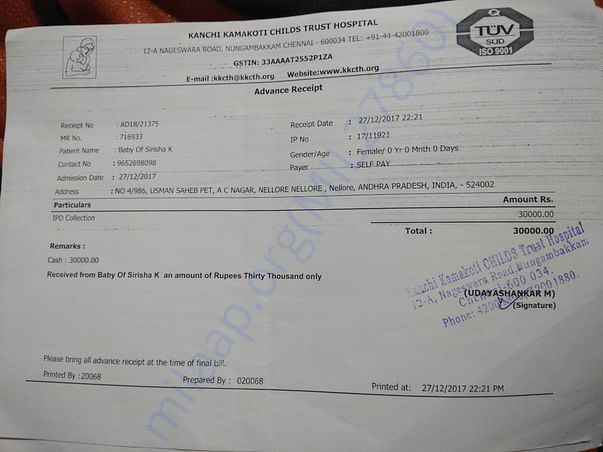 KANCHI KAMAKOTI CHILDS TRUST HOSPITAL
12-A NAGESWARA ROAD, NUNGAMBAKKAM CHENNAI - 600034 TEL: +91-44-42001800
GSTIN: 33AAAAT2552P1ZA
E-mail :kkcth@kkcth.org Website:www.kkcth.org
TÜV
SÜD
ISO 9001
Advance Receipt
Receipt No : AD18/21375 Receipt Date : 27/12/2017 22:21
MR No. : 716933 IP No : 17/11921
Patient Name : Baby Of Sirisha K Gender/Age : Female/ 0 Yr 0 Mnth 0 Days
Contact No : 9652698098 Payer : SELF PAY
Admission Date : 27/12/2017
Address : NO 4/986, USMAN SAHEB PET, A C NAGAR, NELLORE NELLORE , Nellore, ANDHRA PRADESH, INDIA, - 524002
Particulars Amount Rs.
IPD Collection 30000.00
Total : 30000.00
Remarks :
Cash : 30000.00
Received from Baby Of Sirisha K an amount of Rupees Thirty Thousand only
Kanchi Kamakoti CHILDS Trust Hospital
12-A, Nageswara Road, Nungambakkam
Chennai-600 034.
Phone:
(UDAYASHANKAR M)
(Signature)
Please bring all advance receipt at the time of final bill.
Printed By :20068 Prepared By : 020068 Printed at: 27/12/2017 22:21 PM